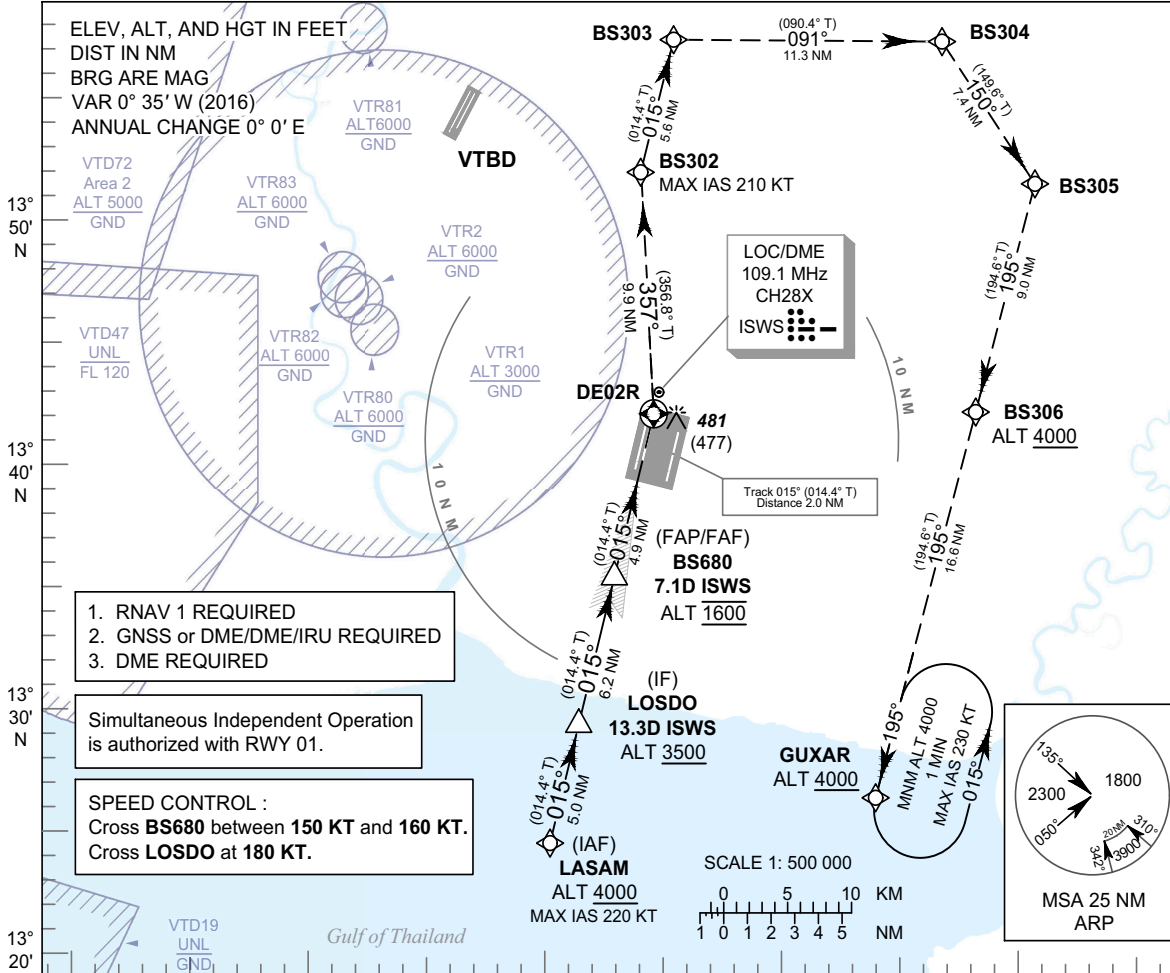 ELEV, ALT, AND HGT IN FEET
DIST IN NM
BRG ARE MAG
VAR 0° 35′ W (2016)
ANNUAL CHANGE 0° 0′ E
VTR81
ALT6000
GND
VTBD
VTD72
Area 2
ALT 5000
GND
VTR83
ALT 6000
GND
VTR2
ALT 6000
GND
VTD47
UNL
FL 120
VTR82
ALT 6000
GND
VTR1
ALT 3000
GND
VTR80
ALT 6000
GND
13°
50'
N
13°
40'
N
13°
30'
N
13°
20'
BS303
(090.4° T)
091°
11.3 NM
BS304
(149.6° T)
150°
7.4 NM
BS305
(014.4° T)
015°
5.6 NM
BS302
MAX IAS 210 KT
(356.8° T)
357°
9.9 NM
LOC/DME
109.1 MHz
CH28X
ISWS
(194.6° T)
195°
9.0 NM
10 NM
10 NM
DE02R
481
(477)
BS306
ALT 4000
Track 015° (014.4° T)
Distance 2.0 NM
(014.4° T)
015°
4.9 NM
(FAP/FAF)
BS680
7.1D ISWS
ALT 1600
(194.6° T)
195°
16.6 NM
1. RNAV 1 REQUIRED
2. GNSS or DME/DME/IRU REQUIRED
3. DME REQUIRED
(014.4° T)
015°
6.2 NM
(IF)
LOSDO
13.3D ISWS
ALT 3500
Simultaneous Independent Operation
is authorized with RWY 01.
GUXAR
ALT 4000
195°
MNM ALT 4000
1 MIN
MAX IAS 230 KT
015°
SPEED CONTROL :
Cross BS680 between 150 KT and 160 KT.
Cross LOSDO at 180 KT.
(014.4° T)
015°
5.0 NM
(IAF)
LASAM
ALT 4000
MAX IAS 220 KT
SCALE 1: 500 000
0 5 10 KM
1 0 1 2 3 4 5 NM
135°
1800
2300
050°
20 NM
310°
342°
3900
MSA 25 NM
ARP
VTD19
UNL
GND
Gulf of Thailand